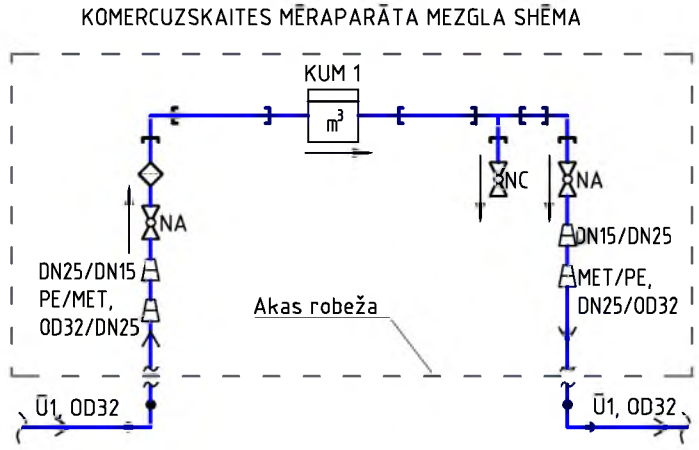 KOMERCUZSKAITES MĒRAPARĀTA MEZGLA SHĒMA
KUM 1
m³
NC
NA
NA
DN15/DN25
DN25/DN15
PE/MET,
OD32/DN25
MET/PE,
DN25/OD32
Akas robeža
Ū1, OD32
Ū1, OD32